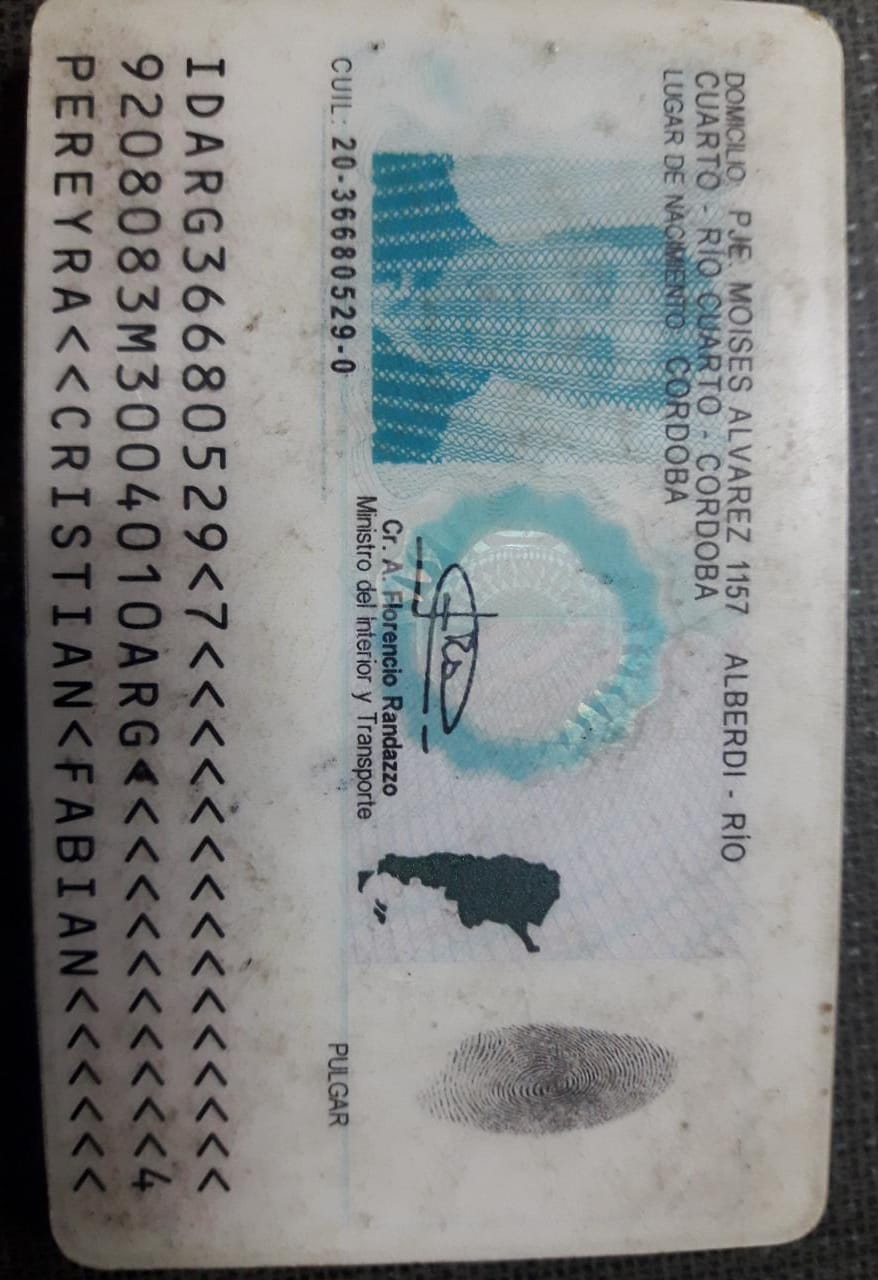 DOMICILIO: PJE. MOISES ALVAREZ 1157 ALBERDI - RÍO
CUARTO - RÍO CUARTO - CORDOBA
LUGAR DE NACIMIENTO: CORDOBA
Cr. A. Florencio Randazzo
Ministro del Interior y Transporte
CUIL: 20-36680529-0
PULGAR
IDARG36680529<7<<<<<<<<<<<<<<<
9208083M3004010ARG<<<<<<<<<<<4
PEREYRA<<CRISTIAN<FABIAN<<<<<<